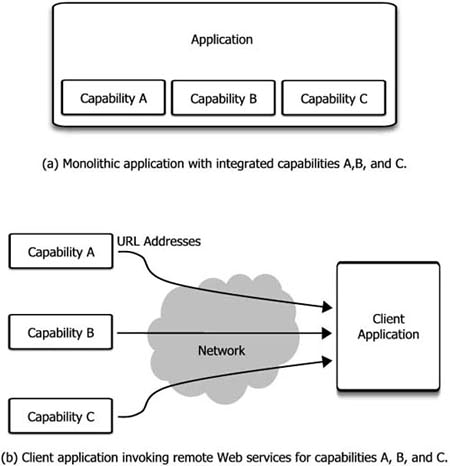 Application
Capability A Capability B Capability C
(a) Monolithic application with integrated capabilities A,B, and C.
URL Addresses
Capability A
Client
Application
Capability B
Network
Capability C
(b) Client application invoking remote Web services for capabilities A, B, and C.